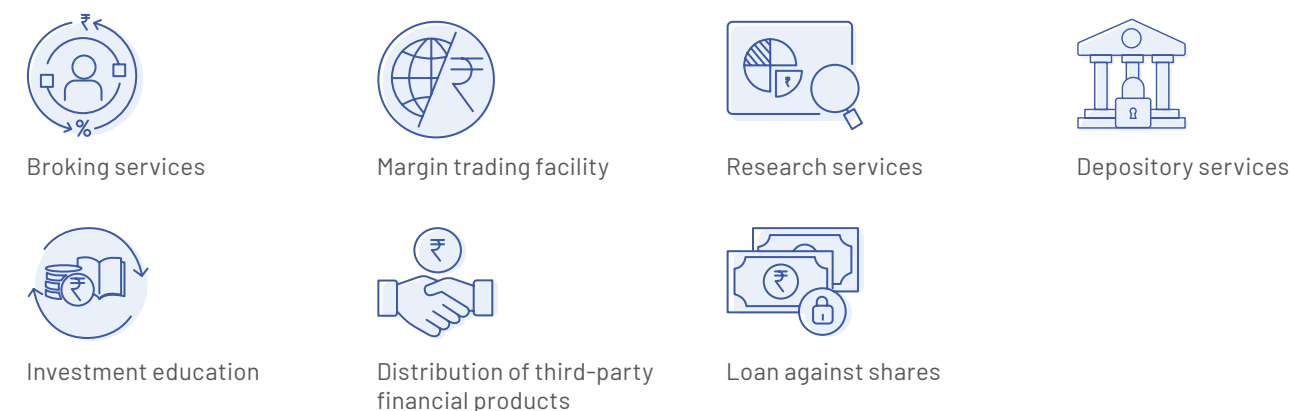 ₹
%
₹
₹
Broking services
Margin trading facility
Research services
Depository services
₹
₹
₹
Investment education
Distribution of third-party
financial products
Loan against shares